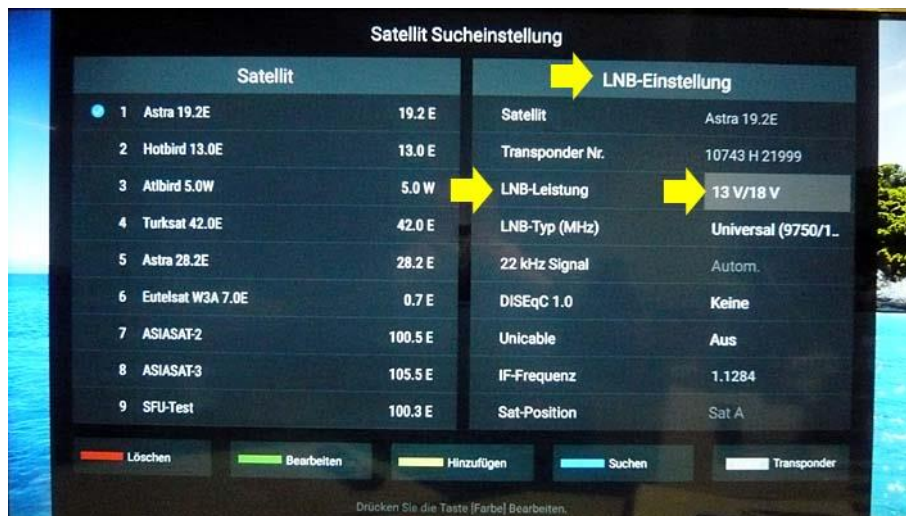 Satellit Sucheinstellung
Satellit
1 Astra 19.2E 19.2 E
2 Hotbird 13.0E 13.0 E
3 Atlbird 5.0W 5.0 W
4 Turksat 42.0E 42.0 E
5 Astra 28.2E 28.2 E
6 Eutelsat W3A 7.0E 0.7 E
7 ASIASAT-2 100.5 E
8 ASIASAT-3 105.5 E
9 SFU-Test 100.3 E
LNB-Einstellung
Satellit Astra 19.2E
Transponder Nr. 10743 H 21999
LNB-Leistung 13 V/18 V
LNB-Typ (MHz) Universal (9750/1...
22 kHz Signal Autom.
DISEqC 1.0 Keine
Unicable Aus
IF-Frequenz 1.1284
Sat-Position Sat A
Löschen Bearbeiten Hinzufügen Suchen Transponder
Drücken Sie die Taste [Farbe] Bearbeiten.